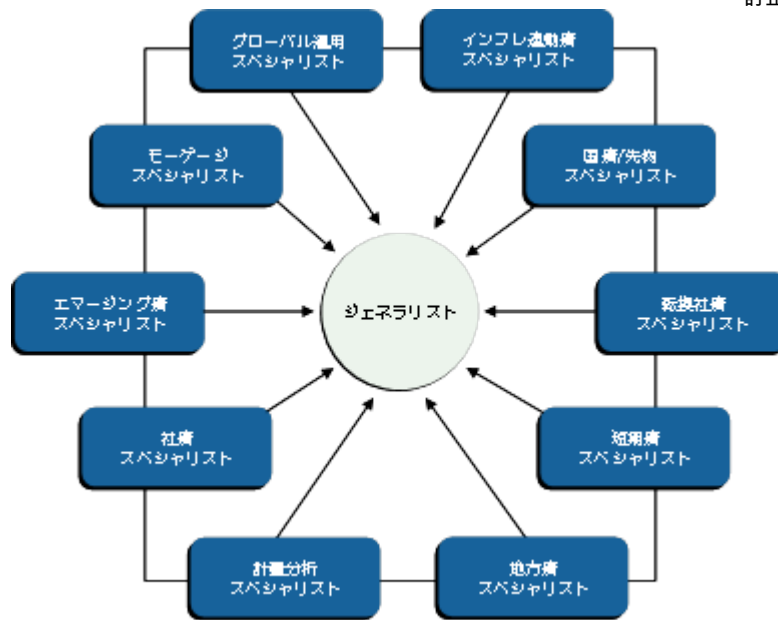 訂正
グローバル運用
スペシャリスト
インフレ連動債
スペシャリスト
モーゲージ
スペシャリスト
国債/先物
スペシャリスト
エマージング債
スペシャリスト
ジェネラリスト
転換社債
スペシャリスト
社債
スペシャリスト
短期債
スペシャリスト
計量分析
スペシャリスト
地方債
スペシャリスト